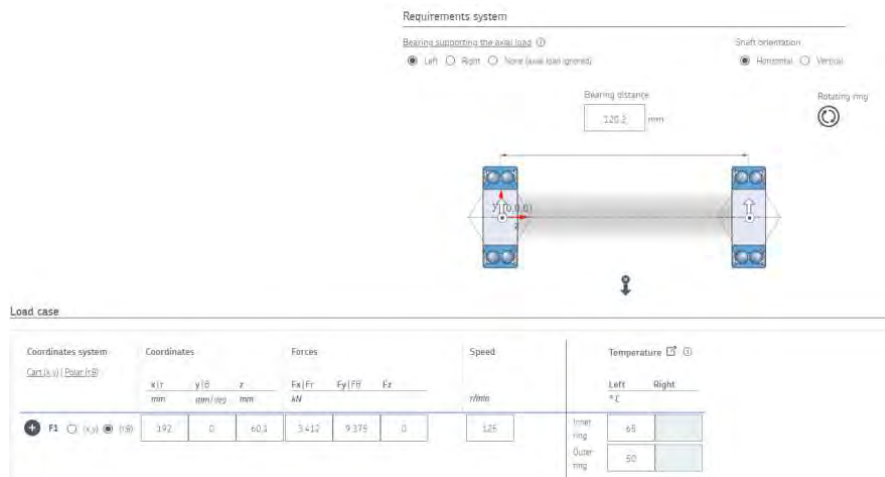 Requirements system
Bearing supporting the axial load
Left Right None (axial load ignored)
Shaft orientation
Horizontal Vertical
Bearing distance
120.2 mm
Rotating ring
y (0,0,0)
z
Load case
Coordinates system Coordinates Forces Speed Temperature
Cart.(x,y) | Polar (r,θ)
x|r y|θ z Fx|Fr Fy|Fθ Fz Left Right
mm mm/deg mm kN r/min °C
F1 (x,y) (r,θ) 192 0 60,1 3.412 9.375 0 125
Inner ring 65
Outer ring 50